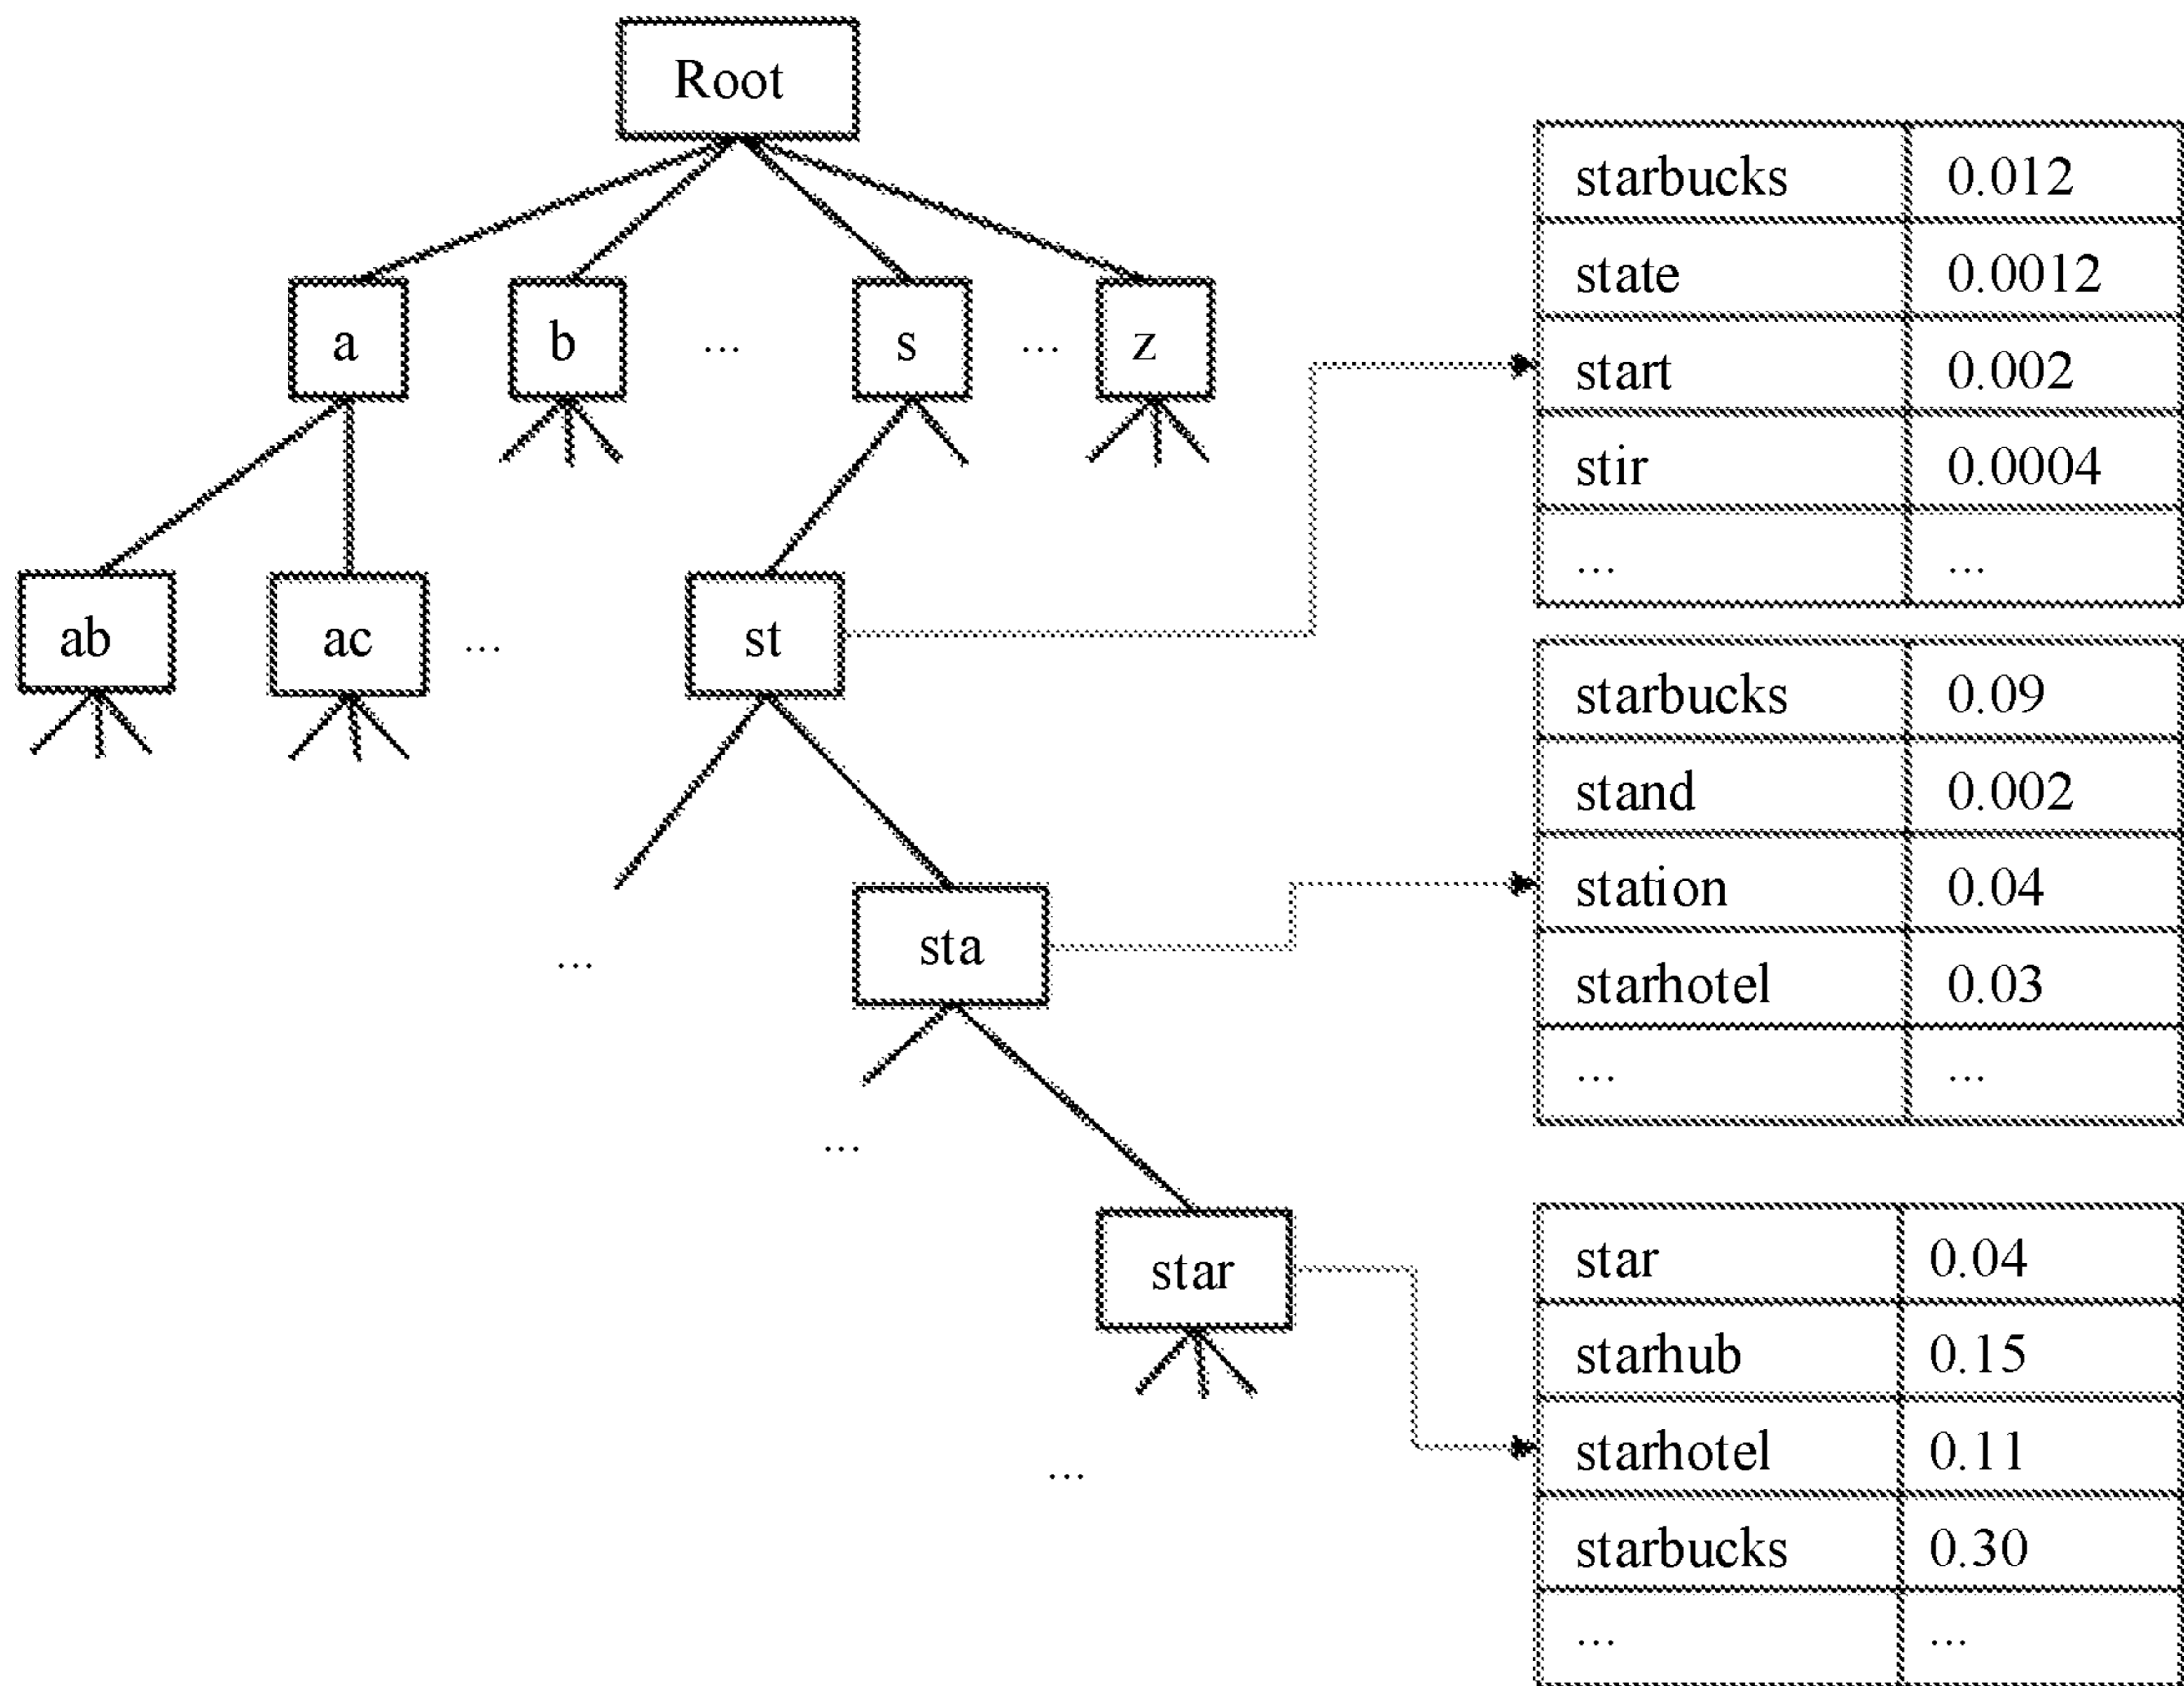 Root
a b ... s ... z
ab ac ... st
... sta
... star
...
starbucks 0.012
state 0.0012
start 0.002
stir 0.0004
... ...
starbucks 0.09
stand 0.002
station 0.04
starhotel 0.03
... ...
star 0.04
starhub 0.15
starhotel 0.11
starbucks 0.30
... ...